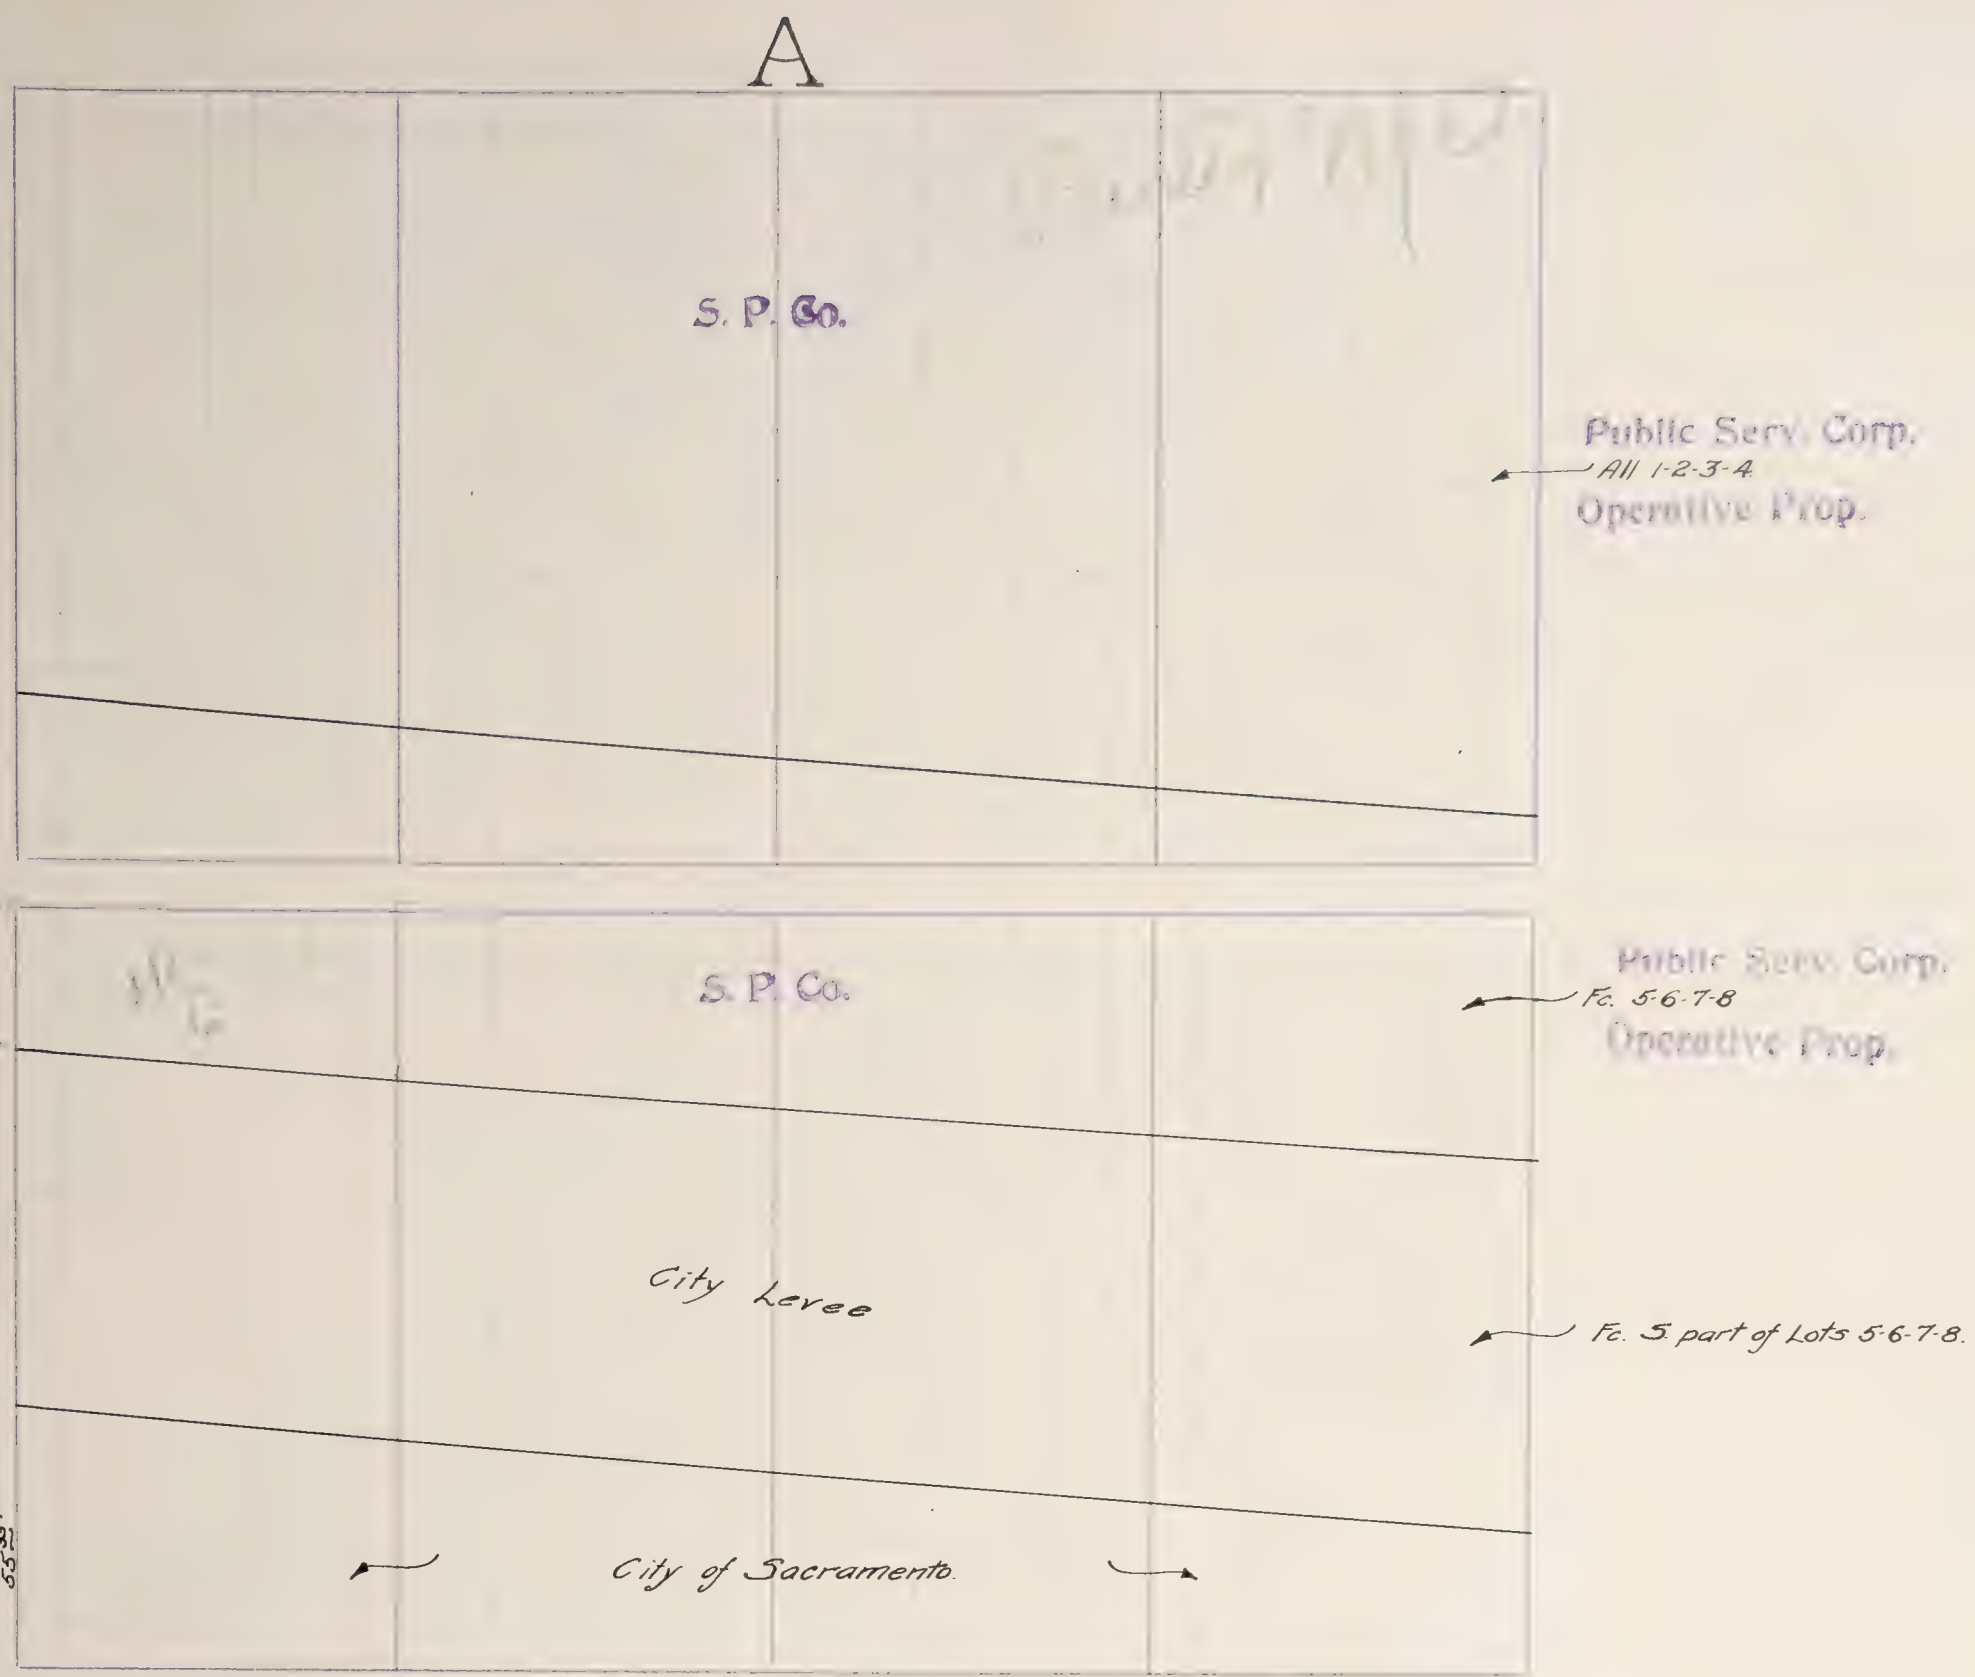 A
S. P. Co.
Public Serv. Corp.
All 1-2-3-4
Operative Prop.
S. P. Co.
Public Serv. Corp.
Fc. 5-6-7-8
Operative Prop.
City Levee
Fc. S. part of Lots 5-6-7-8.
City of Sacramento.